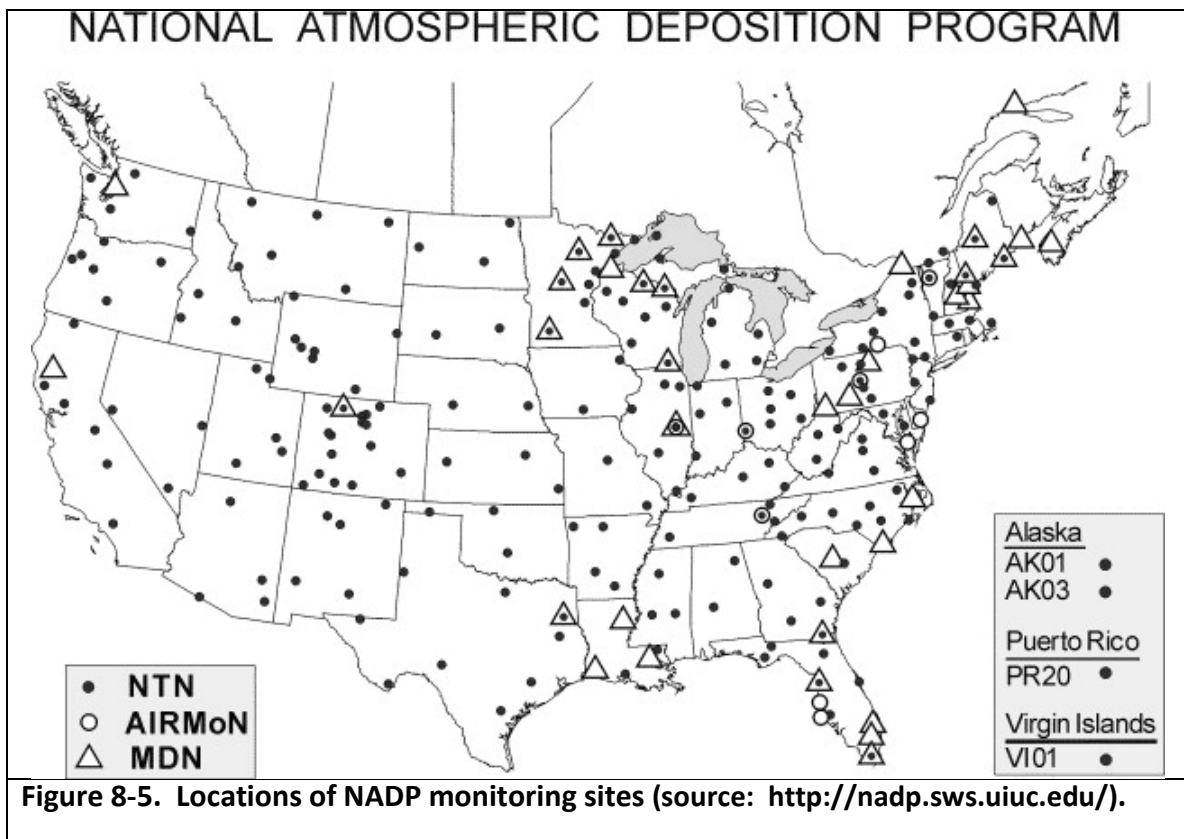 NATIONAL ATMOSPHERIC DEPOSITION PROGRAM
Alaska
AK01
AK03
Puerto Rico
PR20
Virgin Islands
VI01
NTN
AIRMoN
MDN
Figure 8-5. Locations of NADP monitoring sites (source: http://nadp.sws.uiuc.edu/).